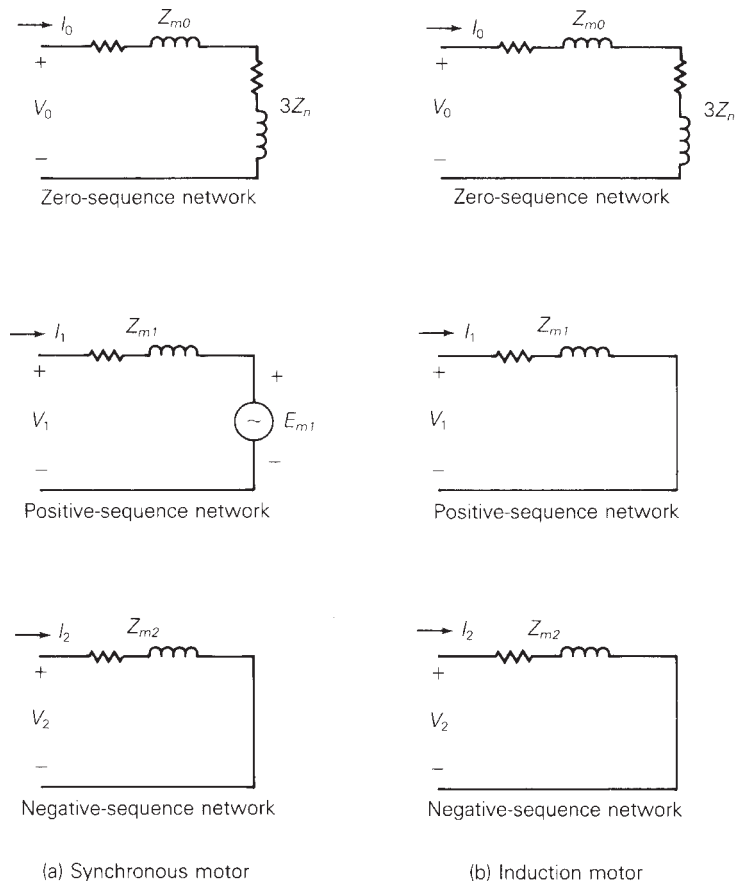 I0 Zm0
+
V0 3Zn
−
Zero-sequence network
I0 Zm0
+
V0 3Zn
−
Zero-sequence network
I1 Zm1
+ +
V1 ~ Em1
− −
Positive-sequence network
I1 Zm1
+
V1
−
Positive-sequence network
I2 Zm2
+
V2
−
Negative-sequence network
I2 Zm2
+
V2
−
Negative-sequence network
(a) Synchronous motor
(b) Induction motor